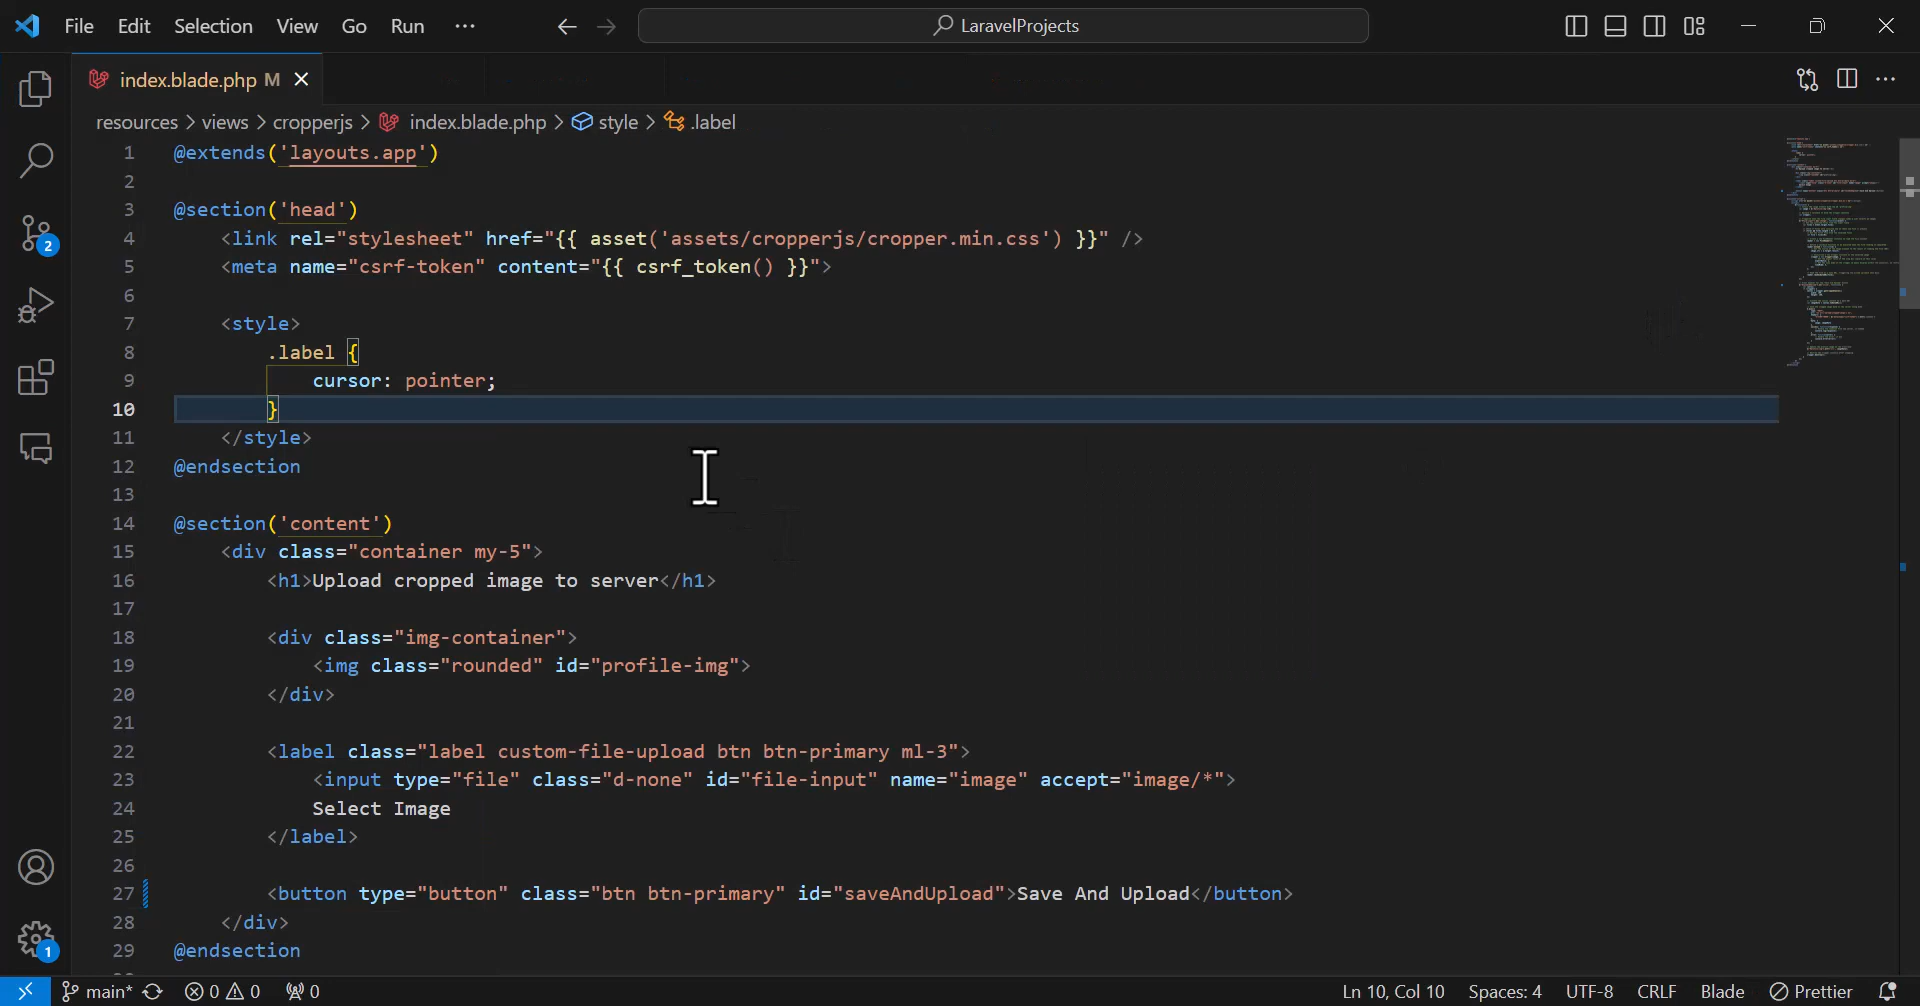 File Edit Selection View Go Run ··· LaravelProjects
index.blade.php M
resources > views > cropperjs > index.blade.php > style > .label
1 @extends('layouts.app')
2
3 @section('head')
4 <link rel="stylesheet" href="{{ asset('assets/cropperjs/cropper.min.css') }}" />
5 <meta name="csrf-token" content="{{ csrf_token() }}">
6
7 <style>
8 .label {
9 cursor: pointer;
10 }
11 </style>
12 @endsection
13
14 @section('content')
15 <div class="container my-5">
16 <h1>Upload cropped image to server</h1>
17
18 <div class="img-container">
19 <img class="rounded" id="profile-img">
20 </div>
21
22 <label class="label custom-file-upload btn btn-primary ml-3">
23 <input type="file" class="d-none" id="file-input" name="image" accept="image/*">
24 Select Image
25 </label>
26
27 <button type="button" class="btn btn-primary" id="saveAndUpload">Save And Upload</button>
28 </div>
29 @endsection
2
1
main* 0 0 0 Ln 10, Col 10 Spaces: 4 UTF-8 CRLF Blade Prettier